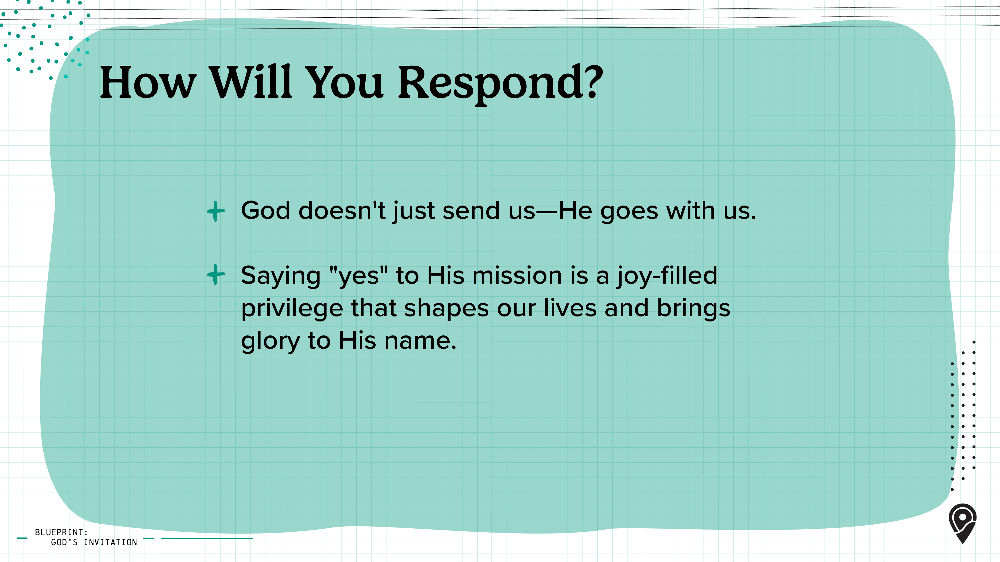 How Will You Respond?
God doesn't just send us—He goes with us.
Saying "yes" to His mission is a joy-filled
privilege that shapes our lives and brings
glory to His name.
BLUEPRINT:
GOD'S INVITATION